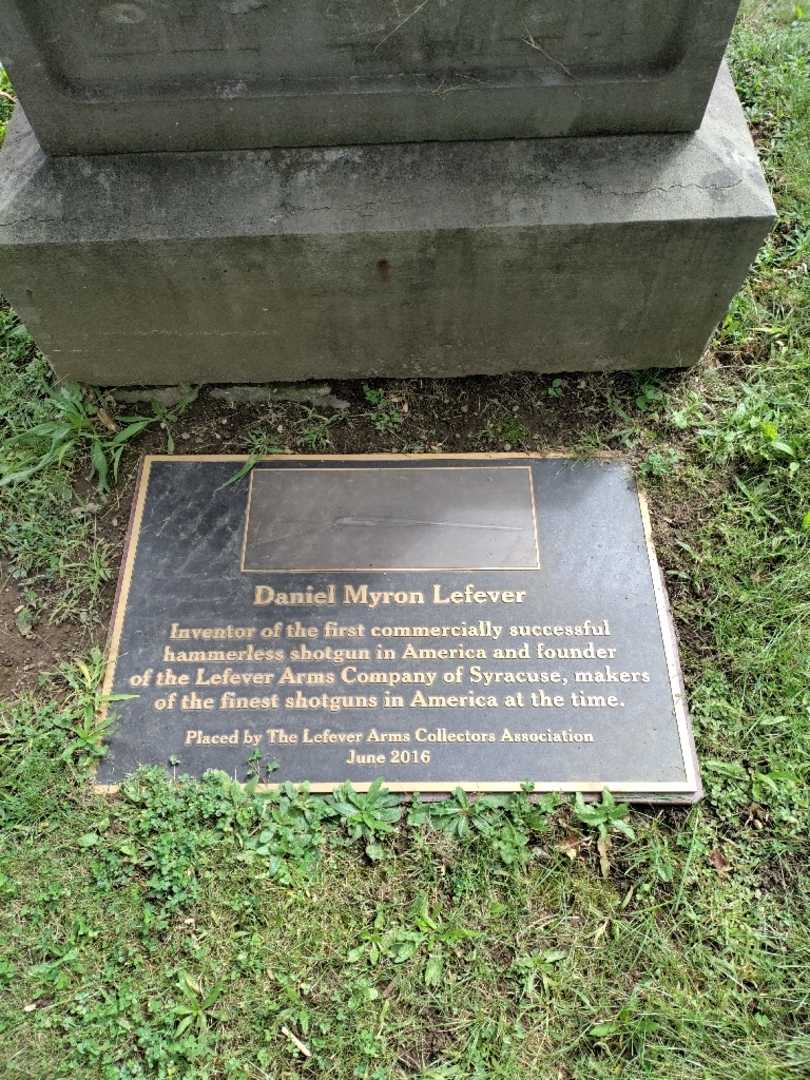 Daniel Myron Lefever
Inventor of the first commercially successful
hammerless shotgun in America and founder
of the Lefever Arms Company of Syracuse, makers
of the finest shotguns in America at the time.
Placed by The Lefever Arms Collectors Association
June 2016